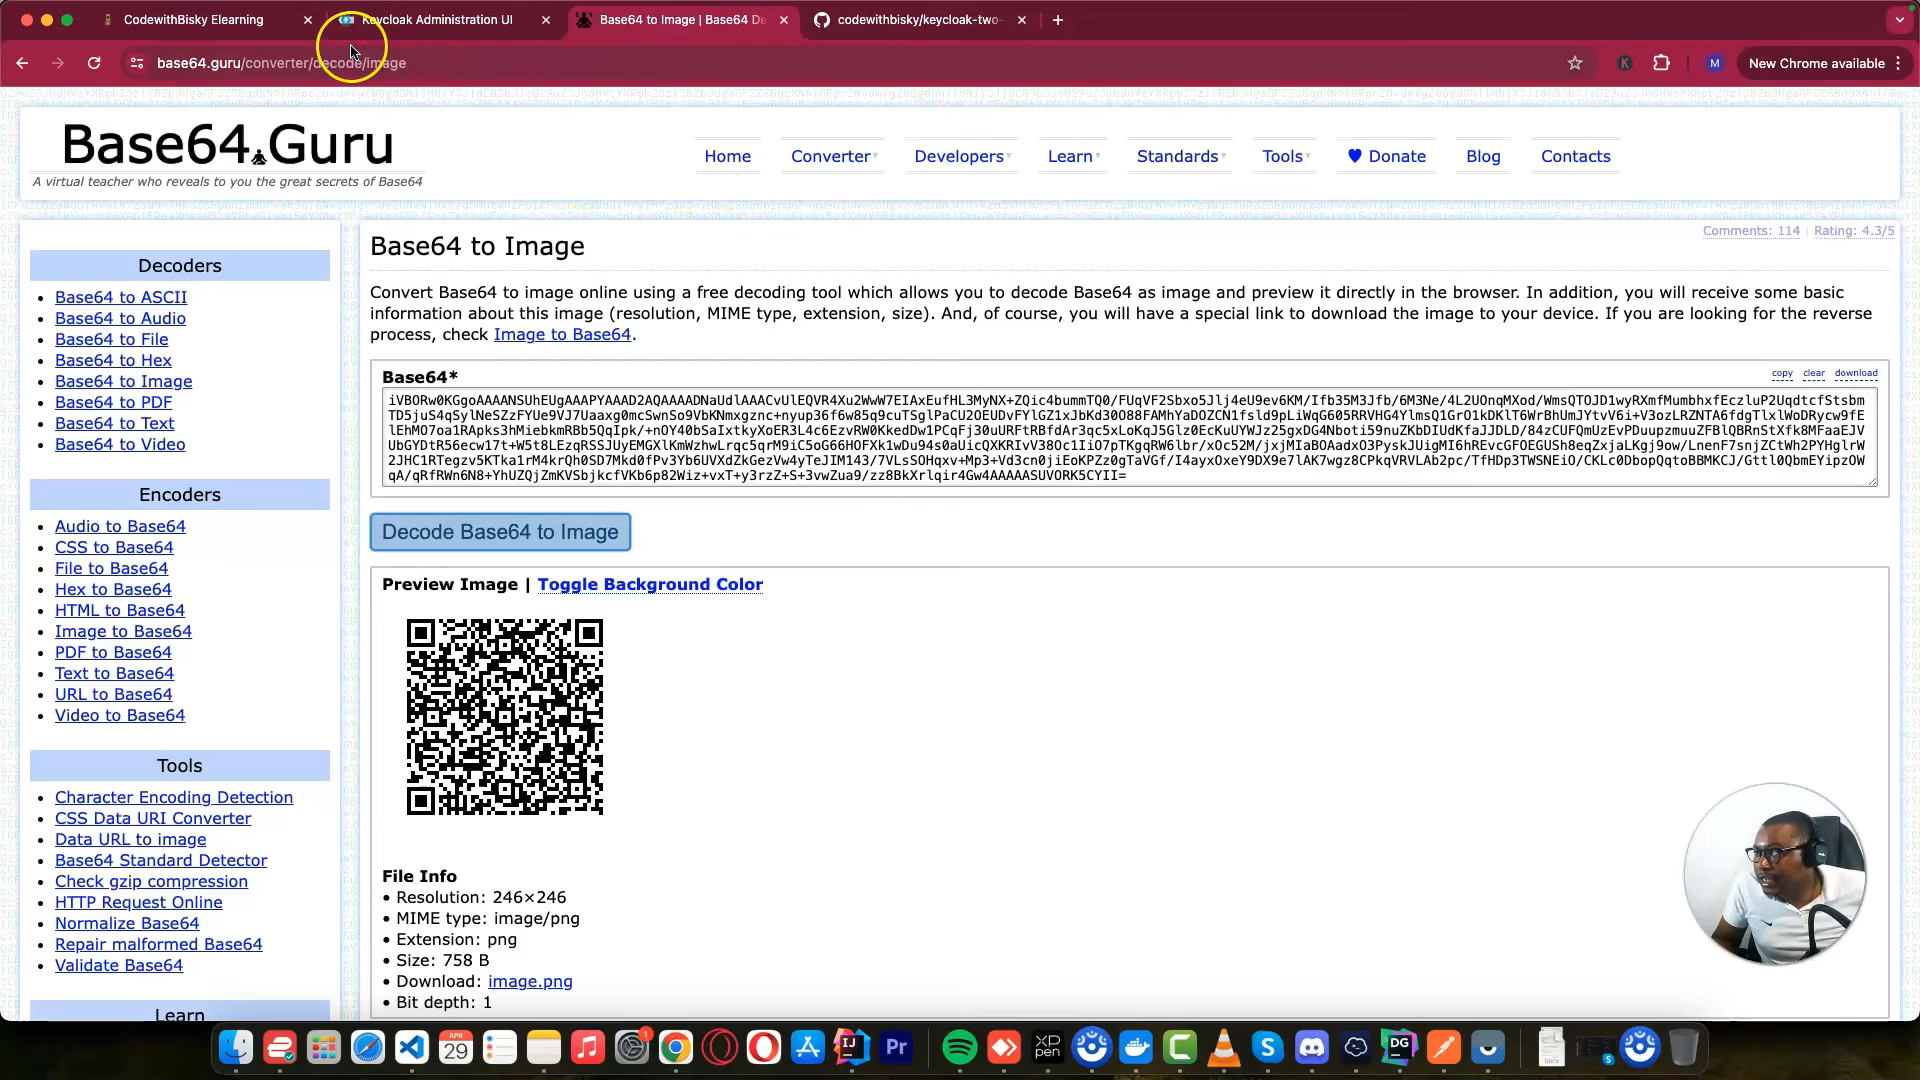 CodewithBisky Elearning
Keycloak Administration UI
Base64 to Image | Base64 De
codewithbisky/keycloak-two-
base64.guru/converter/decode/image
New Chrome available
Base64.Guru
A virtual teacher who reveals to you the great secrets of Base64
Home
Converter
Developers
Learn
Standards
Tools
Donate
Blog
Contacts
Comments: 114 | Rating: 4.3/5
Decoders
Base64 to ASCII
Base64 to Audio
Base64 to File
Base64 to Hex
Base64 to Image
Base64 to PDF
Base64 to Text
Base64 to Video
Encoders
Audio to Base64
CSS to Base64
File to Base64
Hex to Base64
HTML to Base64
Image to Base64
PDF to Base64
Text to Base64
URL to Base64
Video to Base64
Tools
Character Encoding Detection
CSS Data URI Converter
Data URL to image
Base64 Standard Detector
Check gzip compression
HTTP Request Online
Normalize Base64
Repair malformed Base64
Validate Base64
Learn
Base64 to Image
Convert Base64 to image online using a free decoding tool which allows you to decode Base64 as image and preview it directly in the browser. In addition, you will receive some basic
information about this image (resolution, MIME type, extension, size). And, of course, you will have a special link to download the image to your device. If you are looking for the reverse
process, check Image to Base64.
Base64*
copy clear download
Decode Base64 to Image
Preview Image | Toggle Background Color
File Info
• Resolution: 246×246
• MIME type: image/png
• Extension: png
• Size: 758 B
• Download: image.png
• Bit depth: 1
APR
29
1
IJ
Pr
XP
PEN
DG